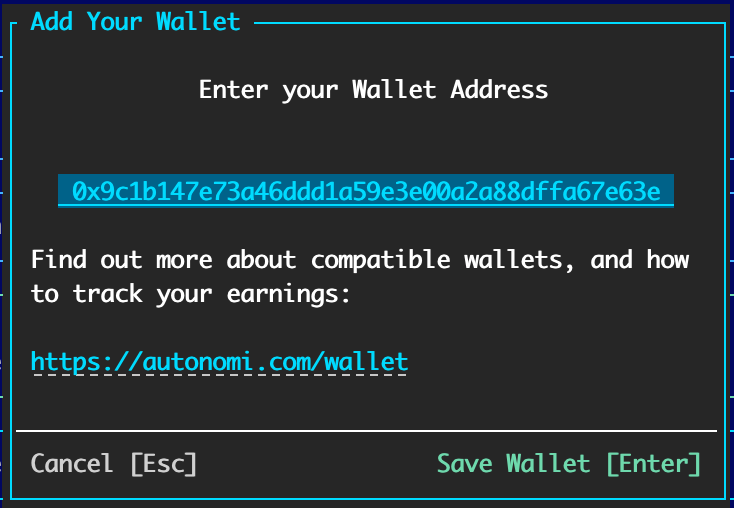 Add Your Wallet
Enter your Wallet Address
0x9c1b147e73a46ddd1a59e3e00a2a88dffa67e63e
Find out more about compatible wallets, and how
to track your earnings:
https://autonomi.com/wallet
Cancel [Esc]
Save Wallet [Enter]